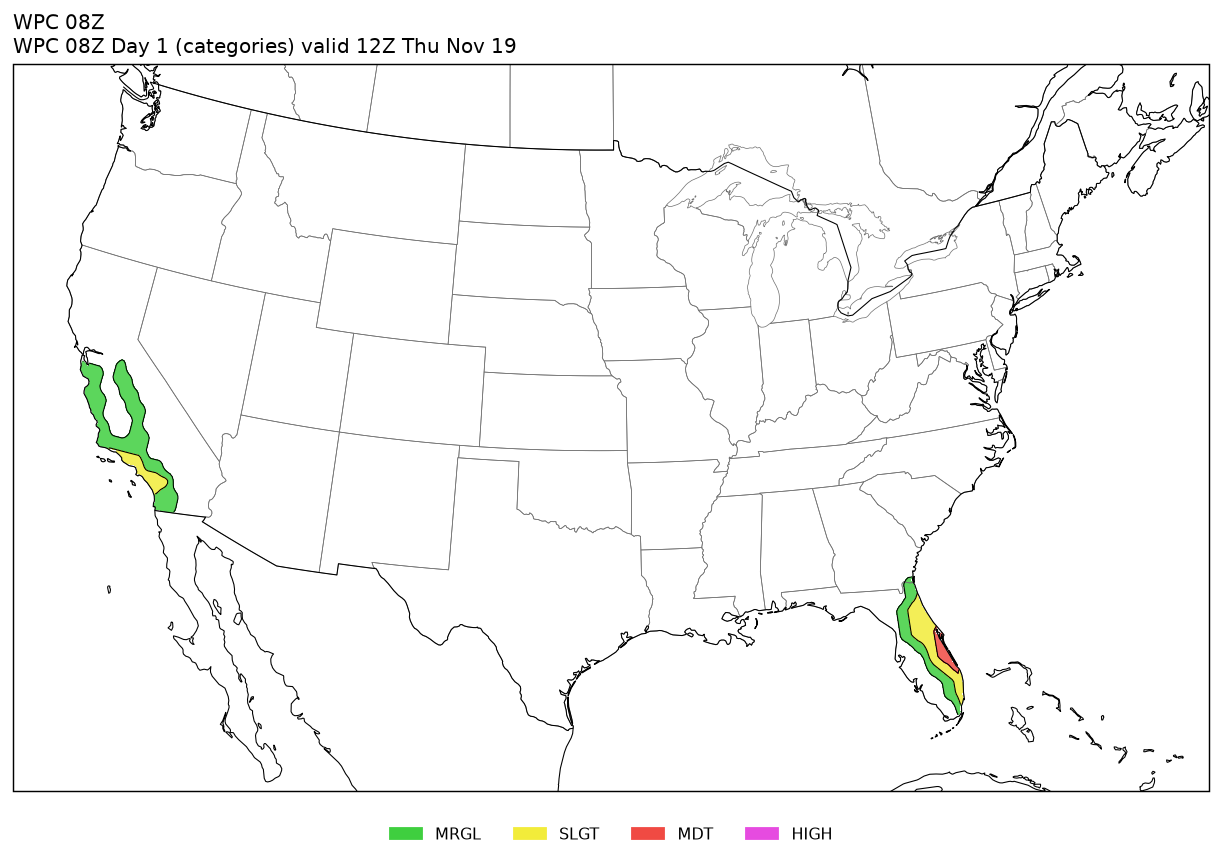 WPC 08Z
WPC 08Z Day 1 (categories) valid 12Z Thu Nov 19
MRGL SLGT MDT HIGH